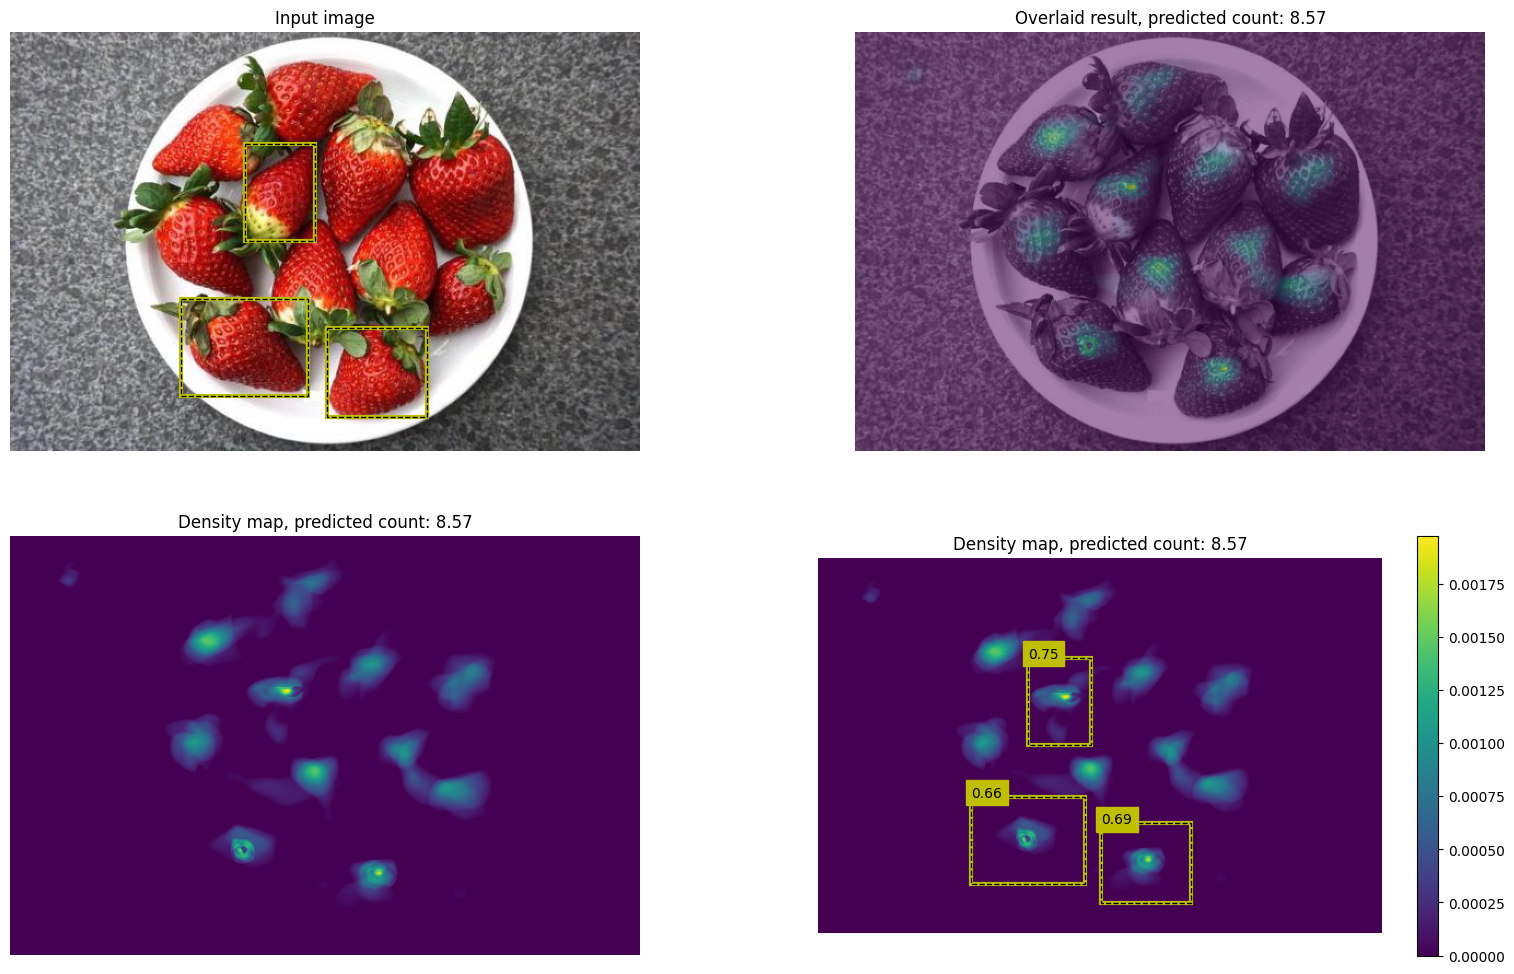 Input image
Overlaid result, predicted count: 8.57
Density map, predicted count: 8.57
Density map, predicted count: 8.57
0.75
0.66
0.69
0.00175
0.00150
0.00125
0.00100
0.00075
0.00050
0.00025
0.00000